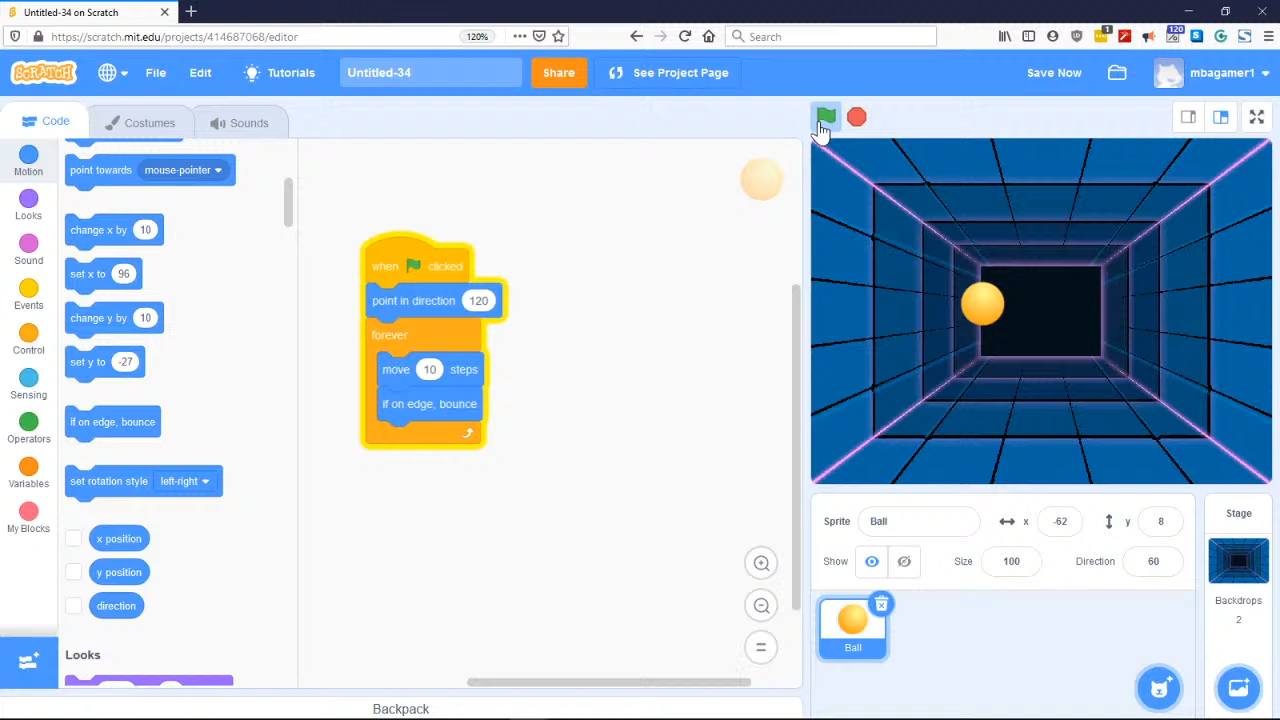 Untitled-34 on Scratch
https://scratch.mit.edu/projects/414687068/editor
120%
Search
1
120
SCRATCH
File
Edit
Tutorials
Untitled-34
Share
See Project Page
Save Now
mbagamer1
Code
Costumes
Sounds
Motion
Looks
Sound
Events
Control
Sensing
Operators
Variables
My Blocks
point towards mouse-pointer
change x by 10
set x to 96
change y by 10
set y to -27
if on edge, bounce
set rotation style left-right
x position
y position
direction
Looks
when clicked
point in direction 120
forever
move 10 steps
if on edge, bounce
Sprite Ball x -62 y 8
Show Size 100 Direction 60
Ball
Stage
Backdrops
2
Backpack